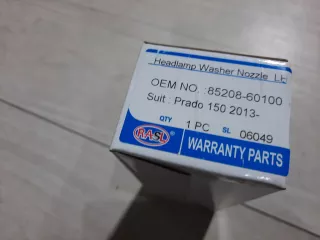 Headlamp Washer Nozzle LH
OEM NO. :85208-60100
Suit : Prado 150 2013-
QTY 1 PC SL 06049
RASL WARRANTY PARTS